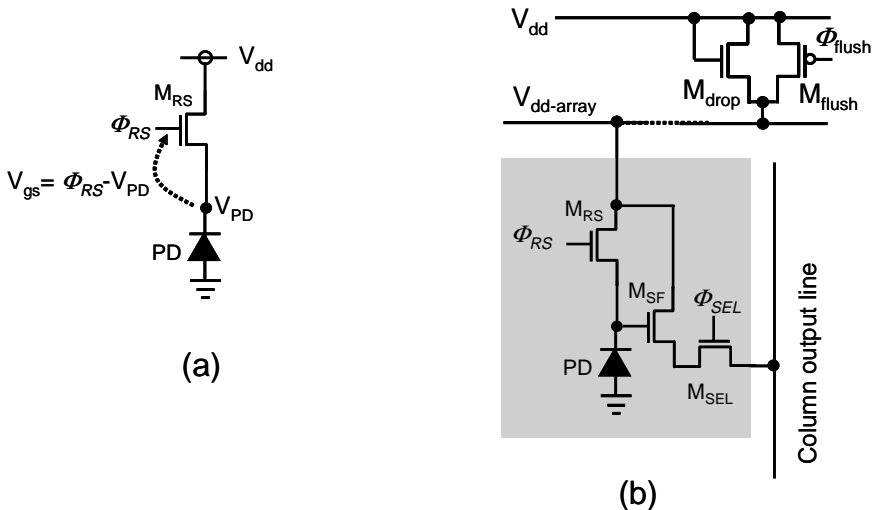 V_dd
M_RS
Φ_RS
V_gs= Φ_RS-V_PD
V_PD
PD
(a)
V_dd
Φ_flush
M_drop
M_flush
V_dd-array
M_RS
Φ_RS
M_SF
Φ_SEL
PD
M_SEL
Column output line
(b)